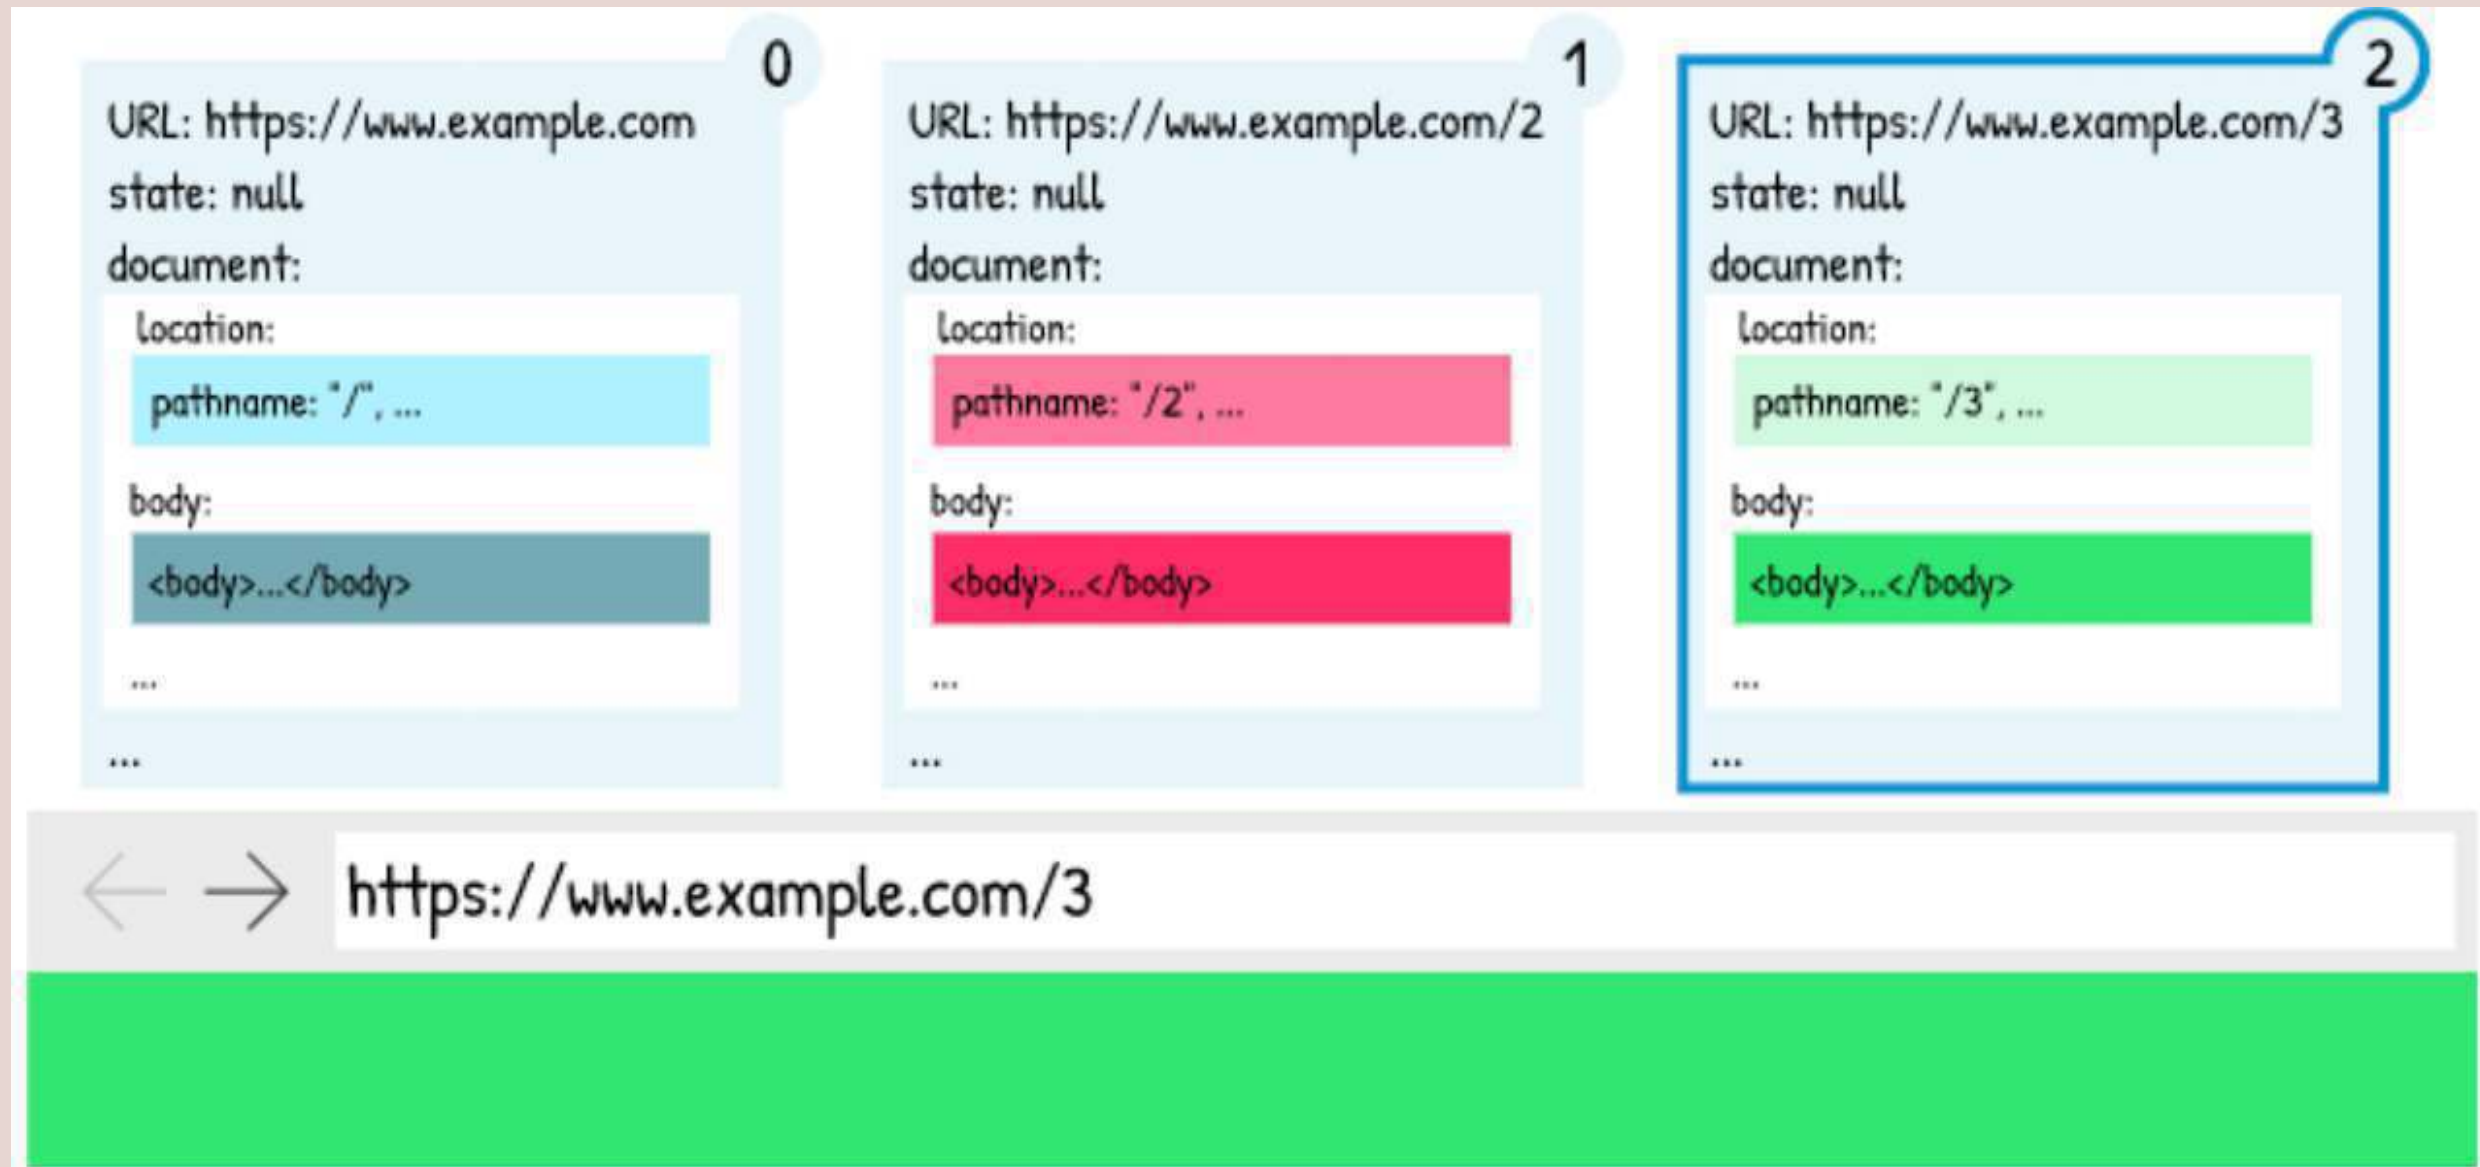 0
URL: https://www.example.com
state: null
document:
location:
pathname: "/", ...
body:
<body>...</body>
...
...
1
URL: https://www.example.com/2
state: null
document:
location:
pathname: "/2", ...
body:
<body>...</body>
...
...
2
URL: https://www.example.com/3
state: null
document:
location:
pathname: "/3", ...
body:
<body>...</body>
...
...
https://www.example.com/3